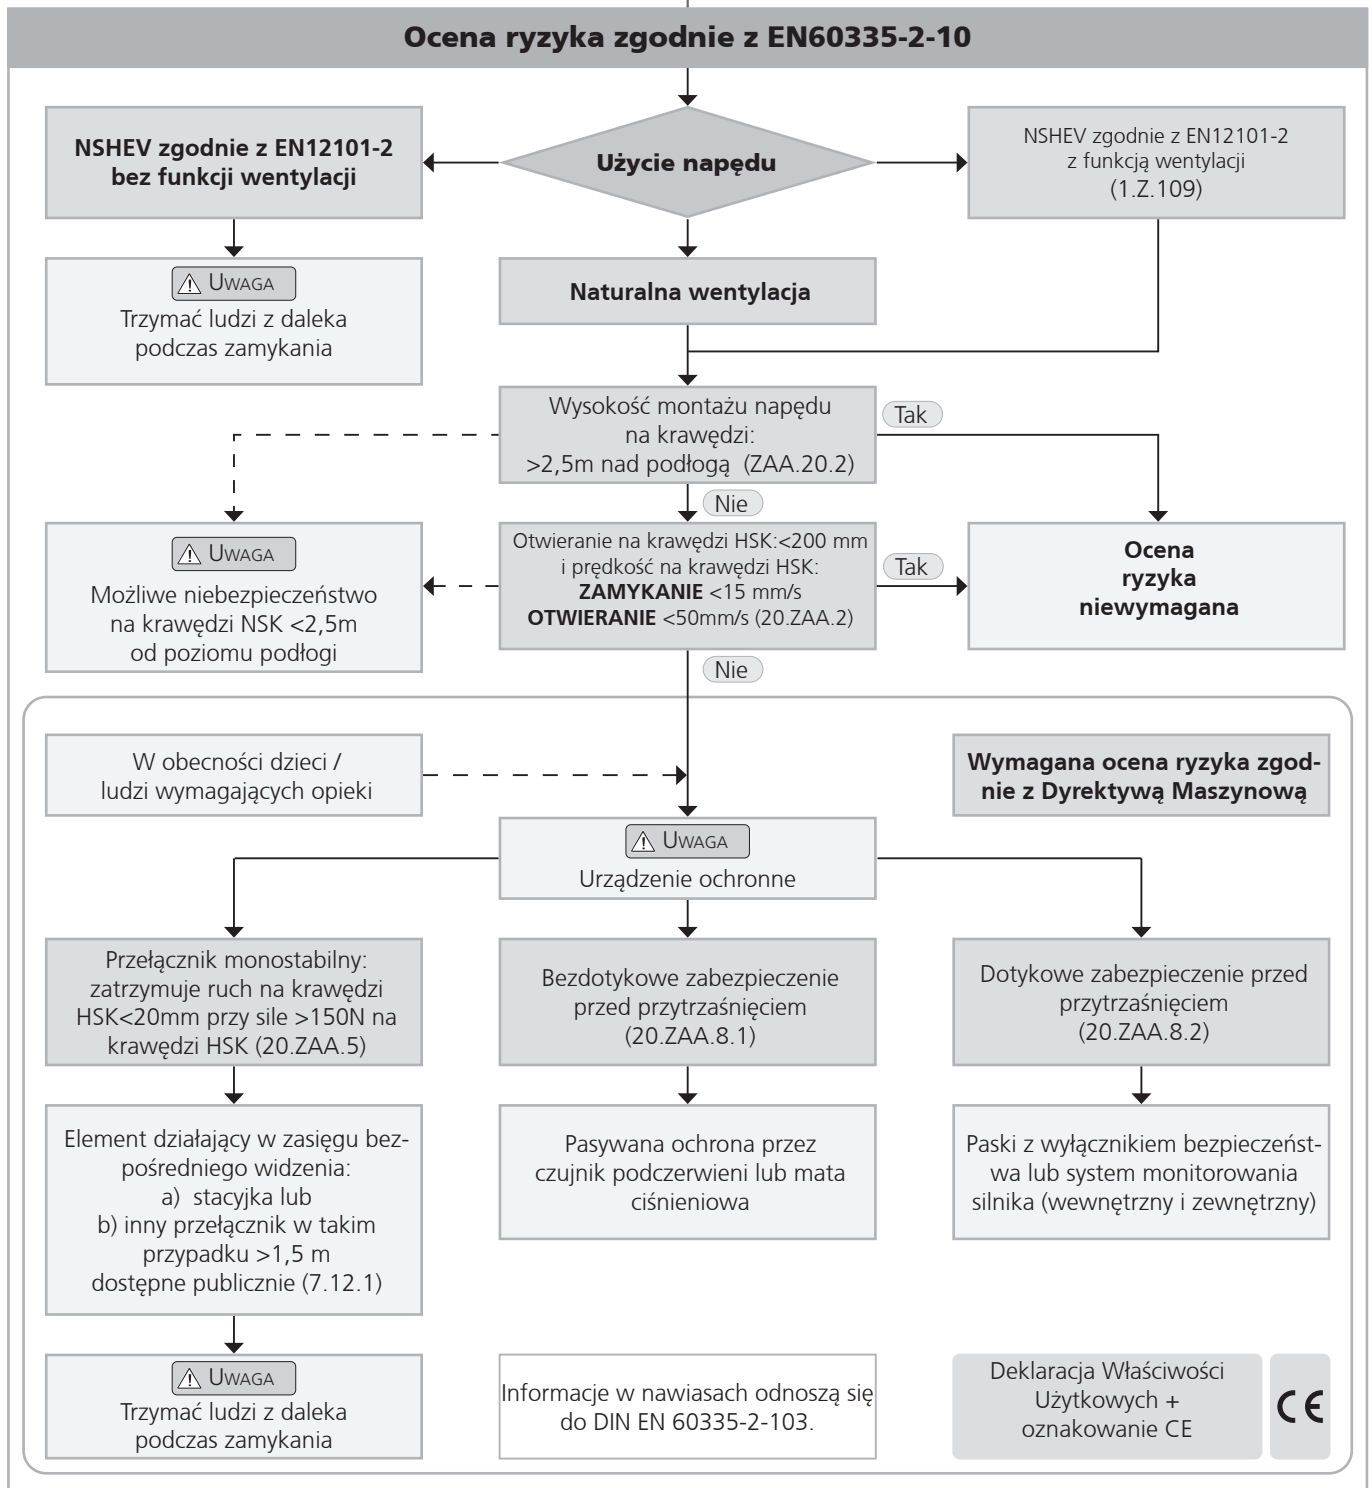 Ocena ryzyka zgodnie z EN60335-2-10
NSHEV zgodnie z EN12101-2
bez funkcji wentylacji
Użycie napędu
NSHEV zgodnie z EN12101-2
z funkcją wentylacji
(1.Z.109)
UWAGA
Trzymać ludzi z daleka
podczas zamykania
Naturalna wentylacja
Wysokość montażu napędu
na krawędzi:
>2,5m nad podłogą (ZAA.20.2)
Tak
Nie
UWAGA
Możliwe niebezpieczeństwo
na krawędzi NSK <2,5m
od poziomu podłogi
Otwieranie na krawędzi HSK:<200 mm
i prędkość na krawędzi HSK:
ZAMYKANIE <15 mm/s
OTWIERANIE <50mm/s (20.ZAA.2)
Tak
Ocena
ryzyka
niewymagana
Nie
W obecności dzieci /
ludzi wymagających opieki
Wymagana ocena ryzyka zgod-
nie z Dyrektywą Maszynową
UWAGA
Urządzenie ochronne
Przełącznik monostabilny:
zatrzymuje ruch na krawędzi
HSK<20mm przy sile >150N na
krawędzi HSK (20.ZAA.5)
Bezdotykowe zabezpieczenie
przed przytrzaśnięciem
(20.ZAA.8.1)
Dotykowe zabezpieczenie przed
przytrzaśnięciem
(20.ZAA.8.2)
Element działający w zasięgu bez-
pośredniego widzenia:
a) stacyjka lub
b) inny przełącznik w takim
przypadku >1,5 m
dostępne publicznie (7.12.1)
Pasywana ochrona przez
czujnik podczerwieni lub mata
ciśnieniowa
Paski z wyłącznikiem bezpieczeńst-
wa lub system monitorowania
silnika (wewnętrzny i zewnętrzny)
UWAGA
Trzymać ludzi z daleka
podczas zamykania
Informacje w nawiasach odnoszą się
do DIN EN 60335-2-103.
Deklaracja Właściwości
Użytkowych +
oznakowanie CE
CE